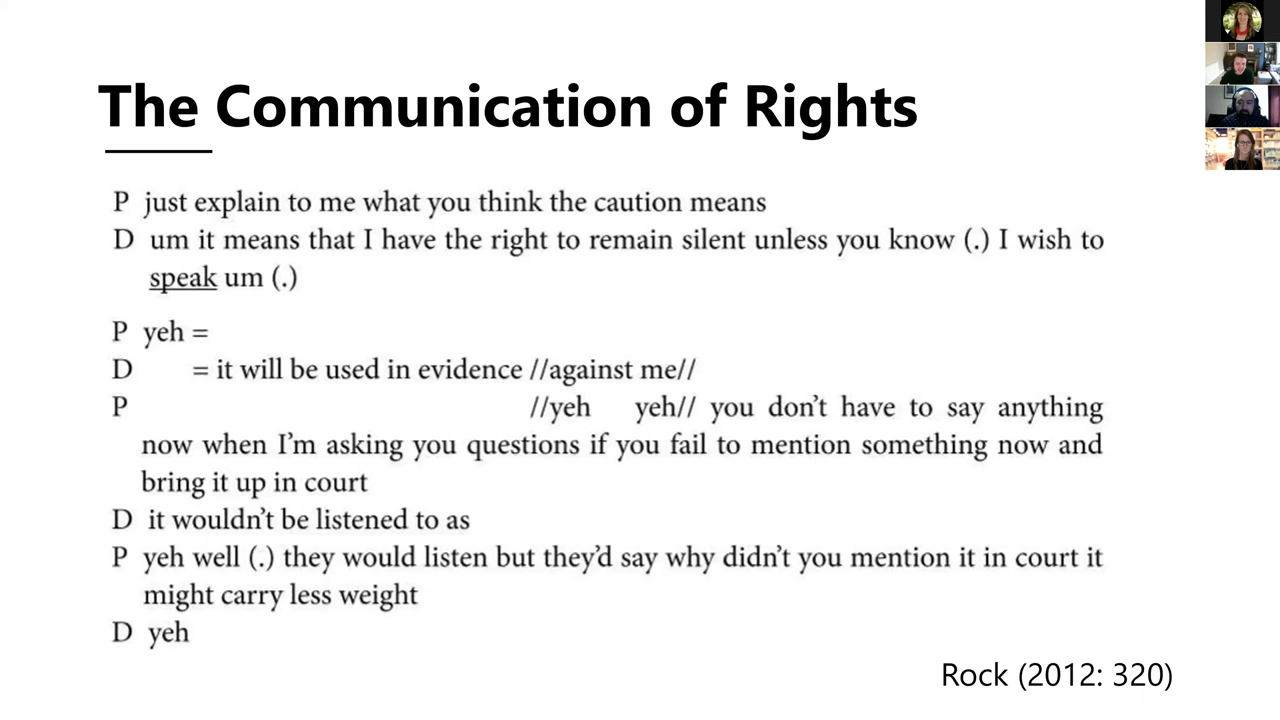 The Communication of Rights
P just explain to me what you think the caution means
D um it means that I have the right to remain silent unless you know (.) I wish to
speak um (.)
P yeh =
D = it will be used in evidence //against me//
P //yeh yeh// you don't have to say anything
now when I'm asking you questions if you fail to mention something now and
bring it up in court
D it wouldn't be listened to as
P yeh well (.) they would listen but they'd say why didn't you mention it in court it
might carry less weight
D yeh
Rock (2012: 320)